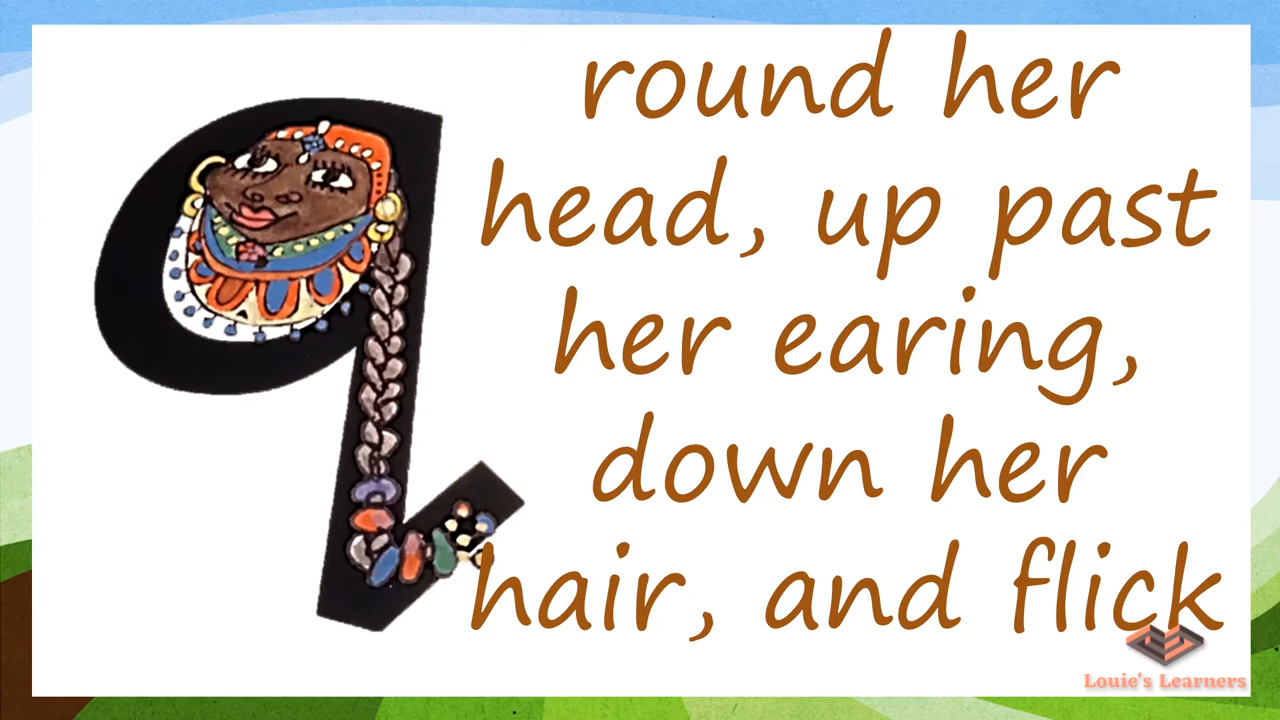 round her
head, up past
her earing,
down her
hair, and flick
Louie's Learners